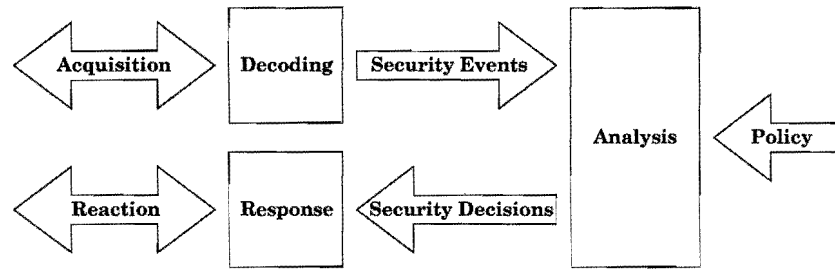 Acquisition
Decoding
Security Events
Analysis
Policy
Reaction
Response
Security Decisions